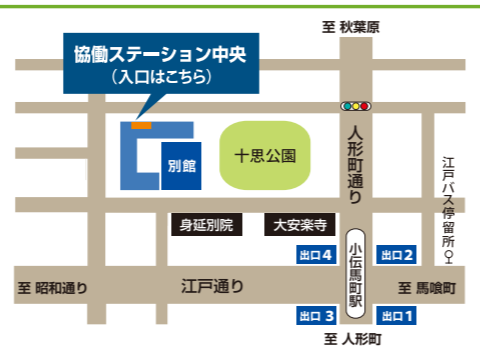 至 秋葉原
協働ステーション中央
（入口はこちら）
人形町通り
別館
十思公園
江戸バス停留所
身延別院
大安楽寺
小伝馬町駅
出口4
出口2
至 昭和通り
江戸通り
至 馬喰町
出口 3
出口1
至 人形町